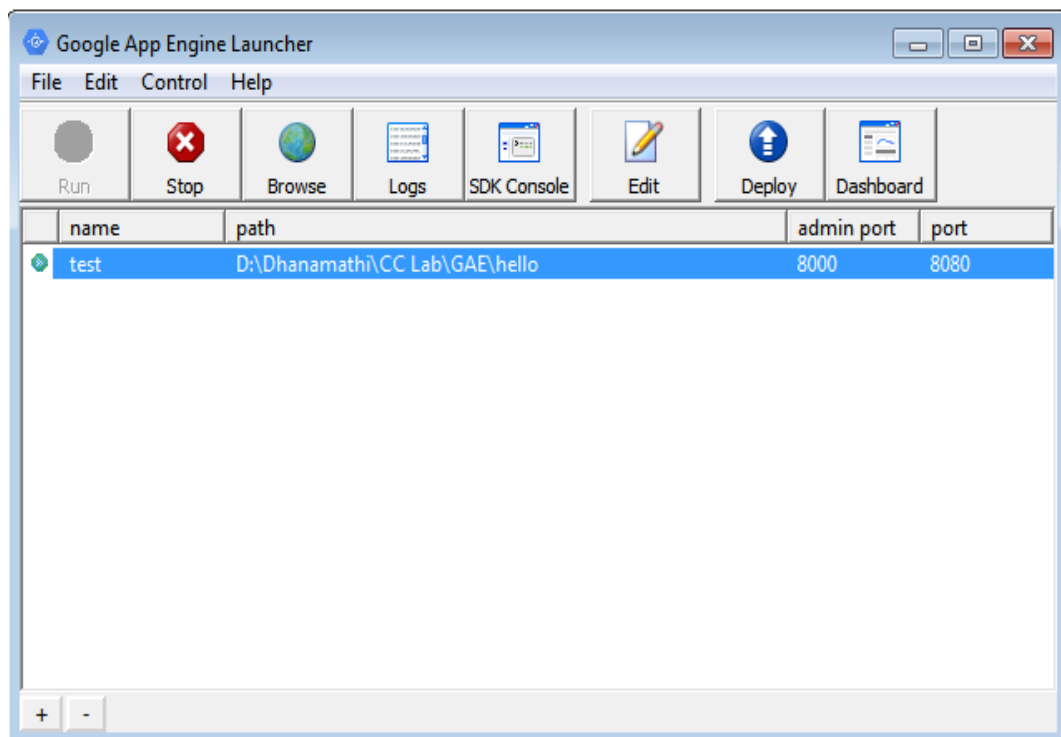 Google App Engine Launcher
File Edit Control Help
Run Stop Browse Logs SDK Console Edit Deploy Dashboard
name path admin port port
test D:\Dhanamathi\CC Lab\GAE\hello 8000 8080
+ -